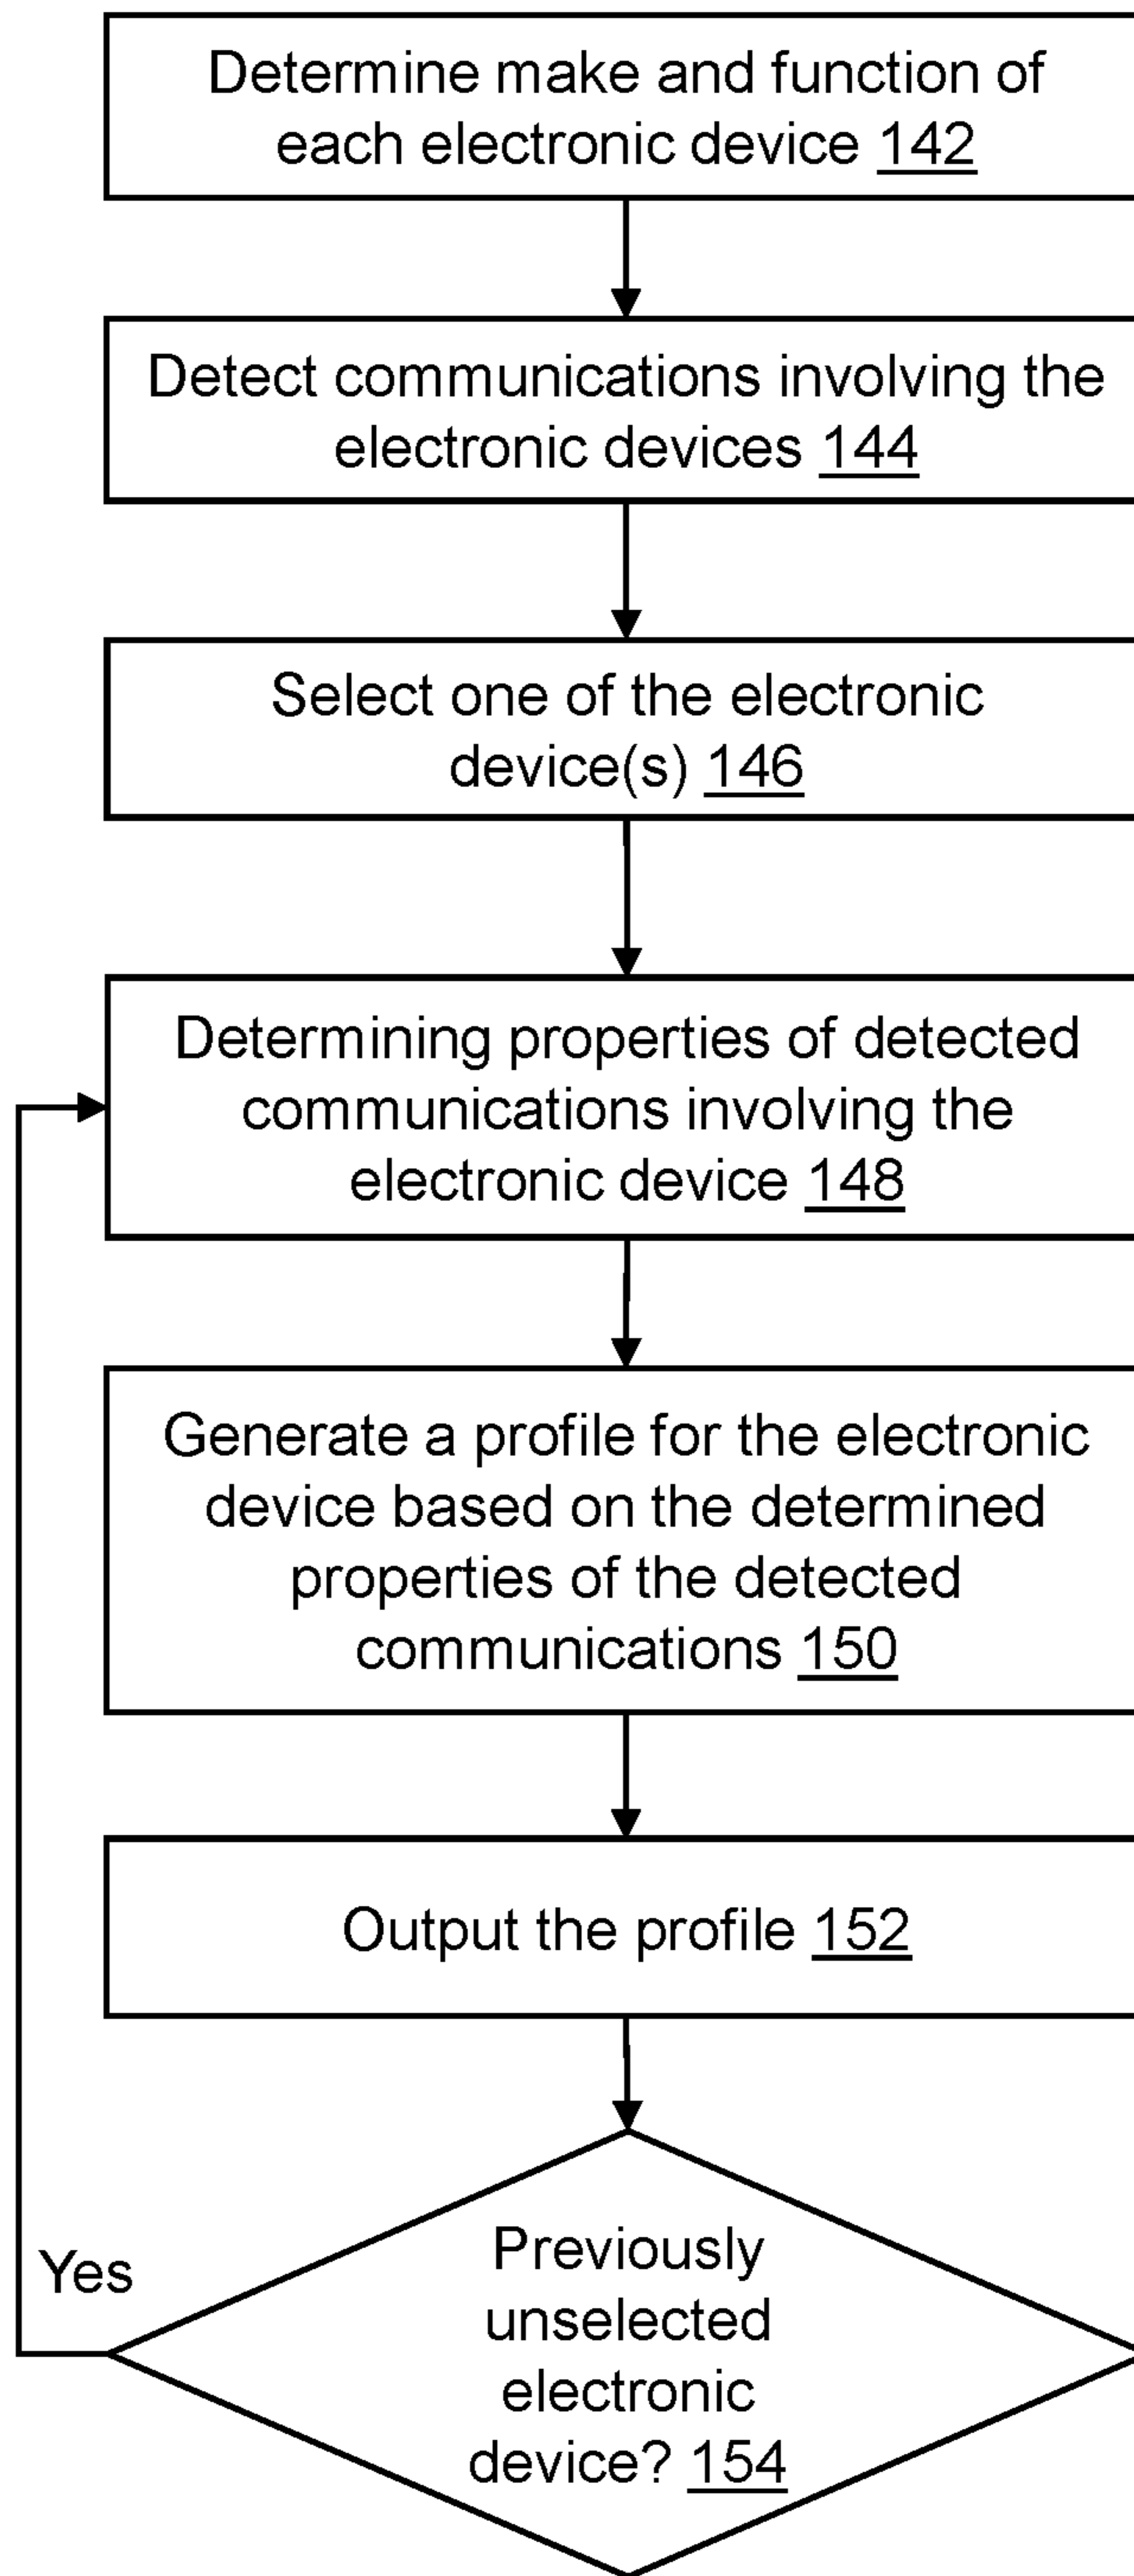 Determine make and function of
each electronic device 142
Detect communications involving the
electronic devices 144
Select one of the electronic
device(s) 146
Determining properties of detected
communications involving the
electronic device 148
Generate a profile for the electronic
device based on the determined
properties of the detected
communications 150
Output the profile 152
Yes
Previously
unselected
electronic
device? 154